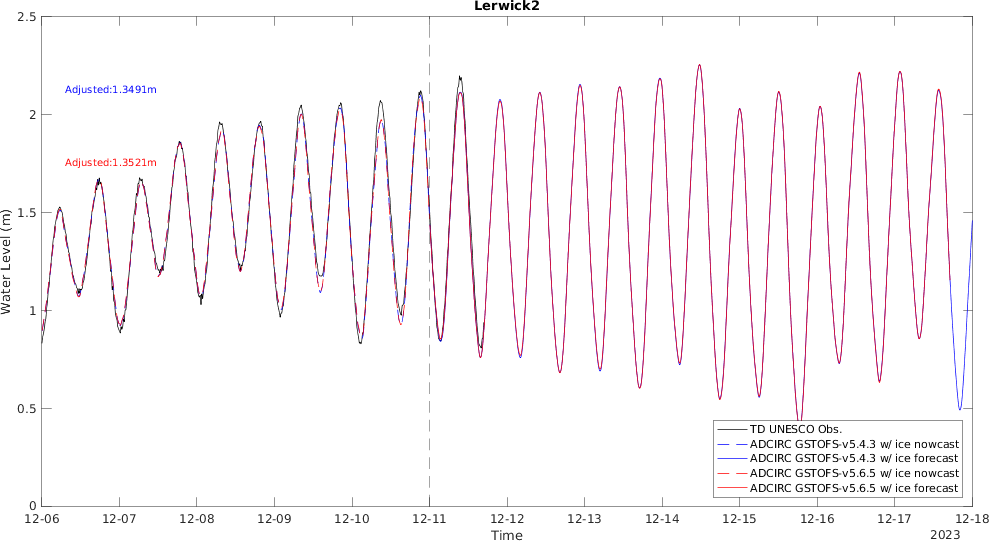 Lerwick2
2.5
2
1.5
1
0.5
0
Water Level (m)
Adjusted:1.3491m
Adjusted:1.3521m
TD UNESCO Obs.
ADCIRC GSTOFS-v5.4.3 w/ ice nowcast
ADCIRC GSTOFS-v5.4.3 w/ ice forecast
ADCIRC GSTOFS-v5.6.5 w/ ice nowcast
ADCIRC GSTOFS-v5.6.5 w/ ice forecast
12-06 12-07 12-08 12-09 12-10 12-11 12-12 12-13 12-14 12-15 12-16 12-17 12-18
Time
2023